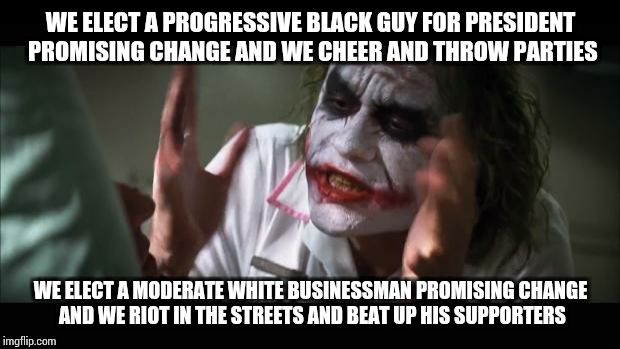 WE ELECT A PROGRESSIVE BLACK GUY FOR PRESIDENT
PROMISING CHANGE AND WE CHEER AND THROW PARTIES
WE ELECT A MODERATE WHITE BUSINESSMAN PROMISING CHANGE
AND WE RIOT IN THE STREETS AND BEAT UP HIS SUPPORTERS
imgflip.com